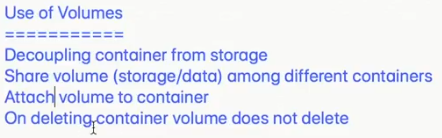 Use of Volumes
===========
Decoupling container from storage
Share volume (storage/data) among different containers
Attach volume to container
On deleting container volume does not delete